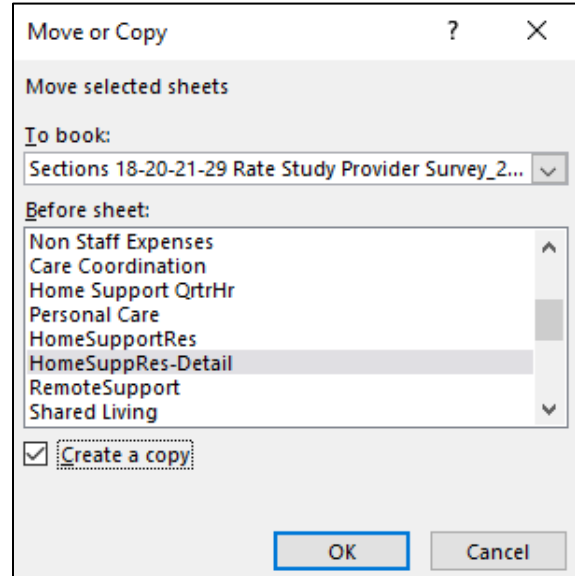 Move or Copy ?
Move selected sheets
To book:
Sections 18-20-21-29 Rate Study Provider Survey_2...
Before sheet:
Non Staff Expenses
Care Coordination
Home Support QrtrHr
Personal Care
HomeSupportRes
HomeSuppRes-Detail
RemoteSupport
Shared Living
Create a copy
OK Cancel